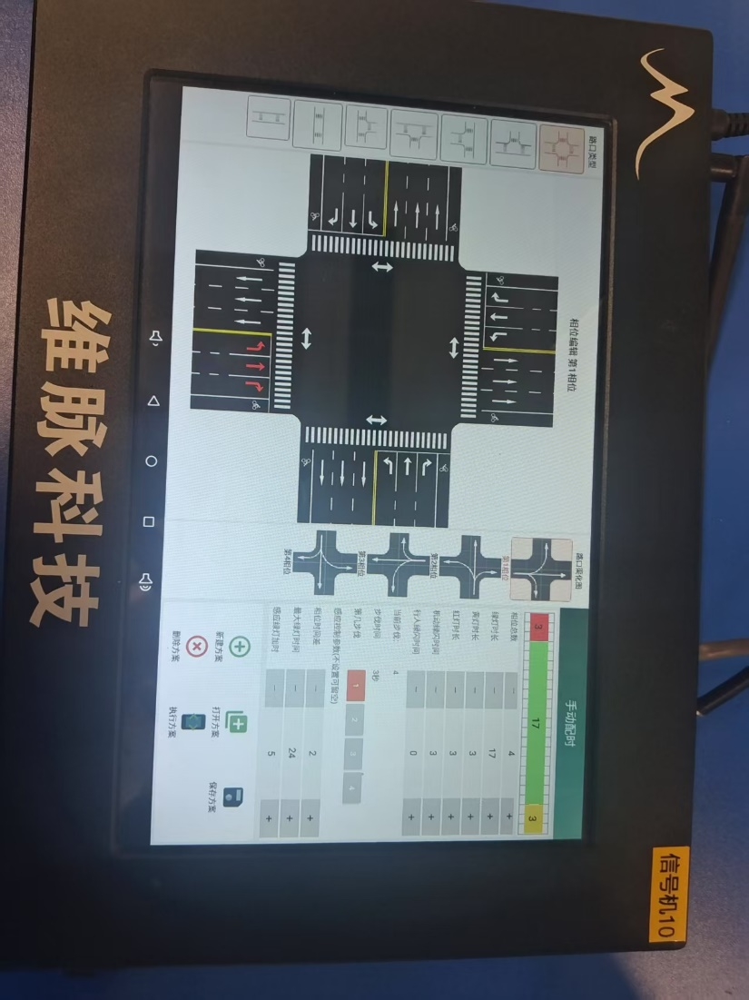 维脉科技
信号机10
路口类型
相位编辑 第1相位
路口渠化图
第1相位
第2相位
第3相位
第4相位
手动配时
3 17 3
相位总数 − 4 +
绿灯时长 − 17 +
黄灯时长 − 3 +
红灯时长 − 3 +
机动绿闪时间 − 3 +
行人绿闪时间 − 0 +
当前步伐: 4
步伐时间 3秒
第几步伐 1 2 3 4
感应控制参数(不设置可留空)
相位时间差 − 2 +
最大绿灯时间 − 24 +
感应绿灯加时 − 5 +
新建方案 打开方案 保存方案
删除方案 执行方案